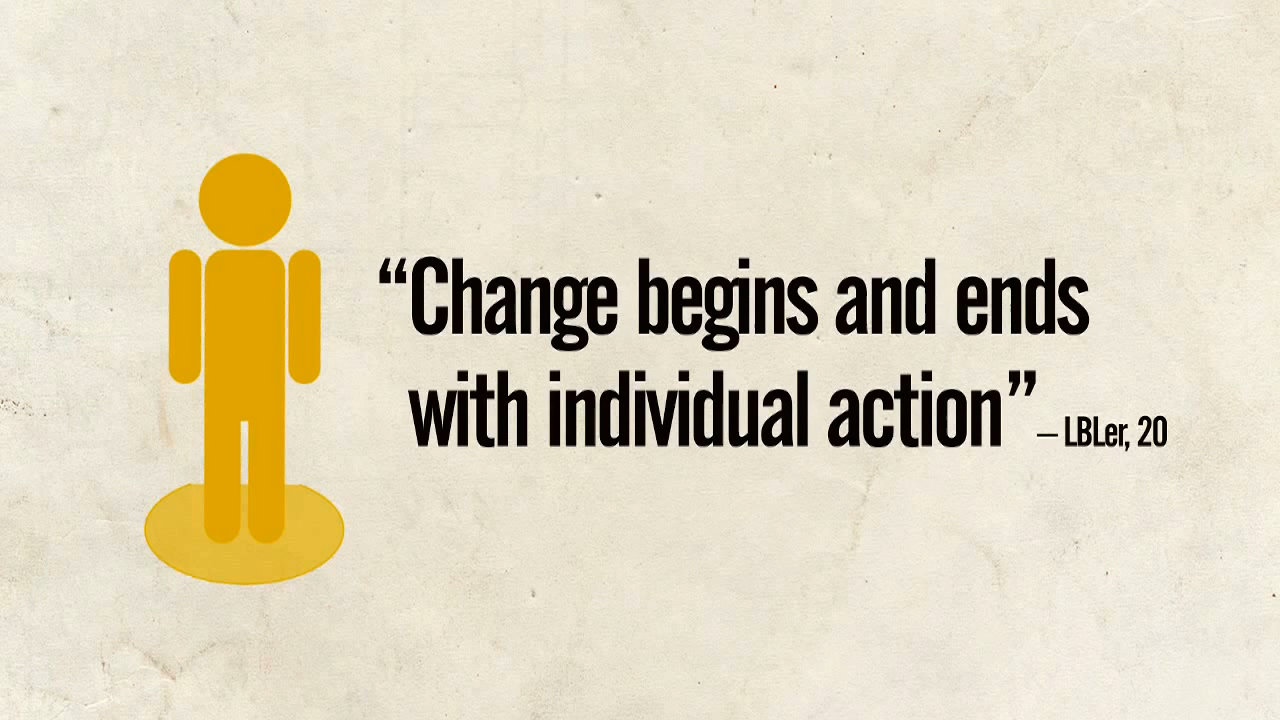 “Change begins and ends
with individual action” – LBLer, 20